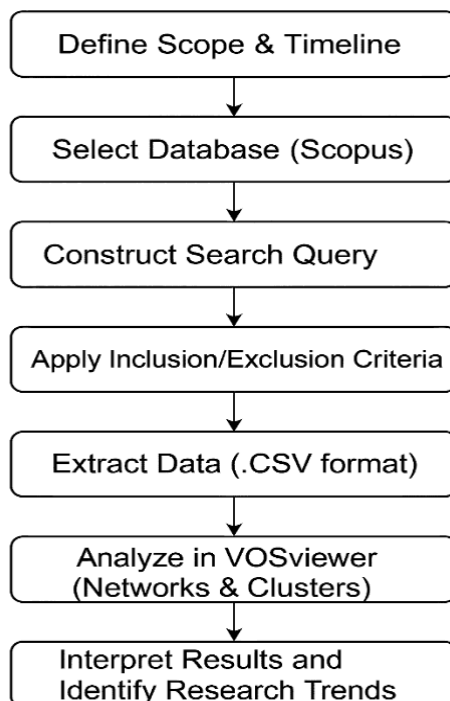 Define Scope & Timeline
Select Database (Scopus)
Construct Search Query
Apply Inclusion/Exclusion Criteria
Extract Data (.CSV format)
Analyze in VOSviewer
(Networks & Clusters)
Interpret Results and
Identify Research Trends